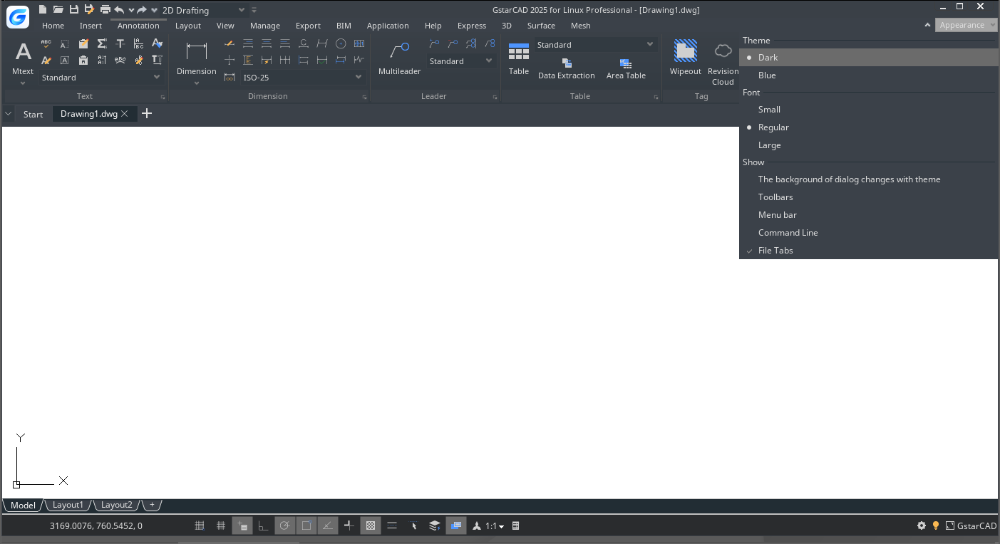 2D Drafting
GstarCAD 2025 for Linux Professional - [Drawing1.dwg]
Home Insert Annotation Layout View Manage Export BIM Application Help Express 3D Surface Mesh Appearance
Mtext
Standard
Text
Dimension
ISO-25
Dimension
Multileader
Standard
Leader
Table
Standard
Data Extraction
Area Table
Table
Wipeout
Revision
Cloud
Tag
Theme
Dark
Blue
Font
Small
Regular
Large
Show
The background of dialog changes with theme
Toolbars
Menu bar
Command Line
File Tabs
Start
Drawing1.dwg
Y
X
Model Layout1 Layout2 +
3169.0076, 760.5452, 0
1:1
GstarCAD